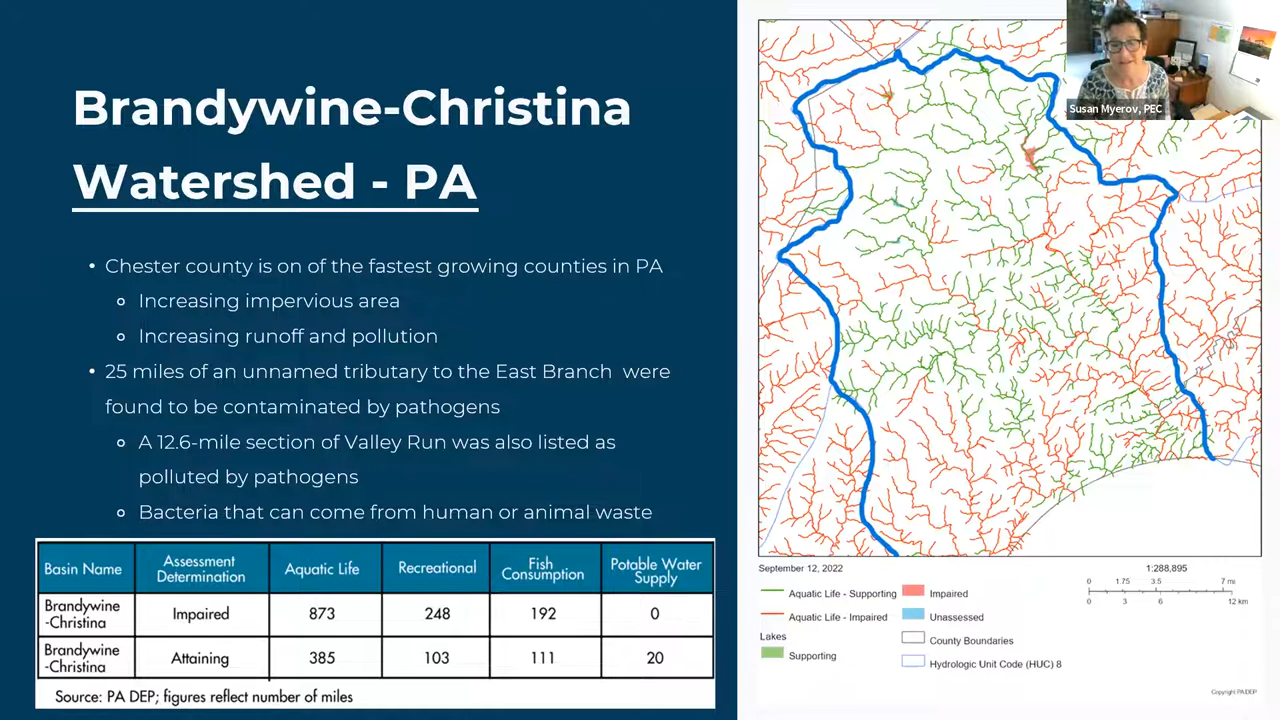 Brandywine-Christina
Watershed - PA
• Chester county is on of the fastest growing counties in PA
Increasing impervious area
Increasing runoff and pollution
• 25 miles of an unnamed tributary to the East Branch were
found to be contaminated by pathogens
A 12.6-mile section of Valley Run was also listed as
polluted by pathogens
Bacteria that can come from human or animal waste
Basin Name Assessment Determination Aquatic Life Recreational Fish Consumption Potable Water Supply
Brandywine-Christina Impaired 873 248 192 0
Brandywine-Christina Attaining 385 103 111 20
Source: PA DEP; figures reflect number of miles
Susan Myerov, PEC
September 12, 2022
1:288,895
0 1.75 3.5 7 mi
0 3 6 12 km
Aquatic Life - Supporting
Aquatic Life - Impaired
Lakes
Supporting
Impaired
Unassessed
County Boundaries
Hydrologic Unit Code (HUC) 8
Copyright PA DEP